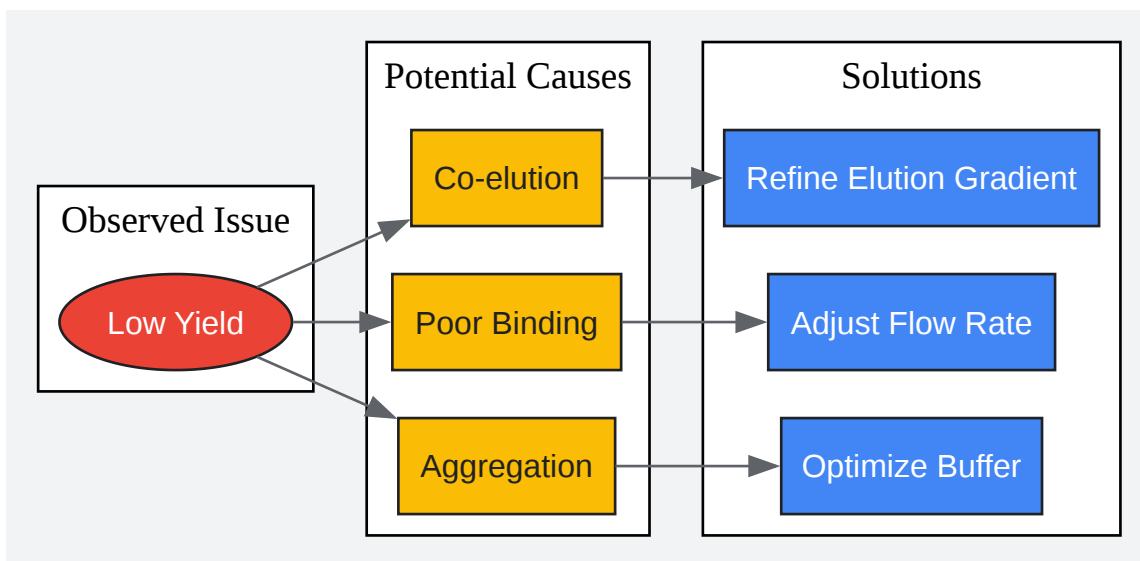 Observed Issue
Low Yield
Potential Causes
Co-elution
Poor Binding
Aggregation
Solutions
Refine Elution Gradient
Adjust Flow Rate
Optimize Buffer